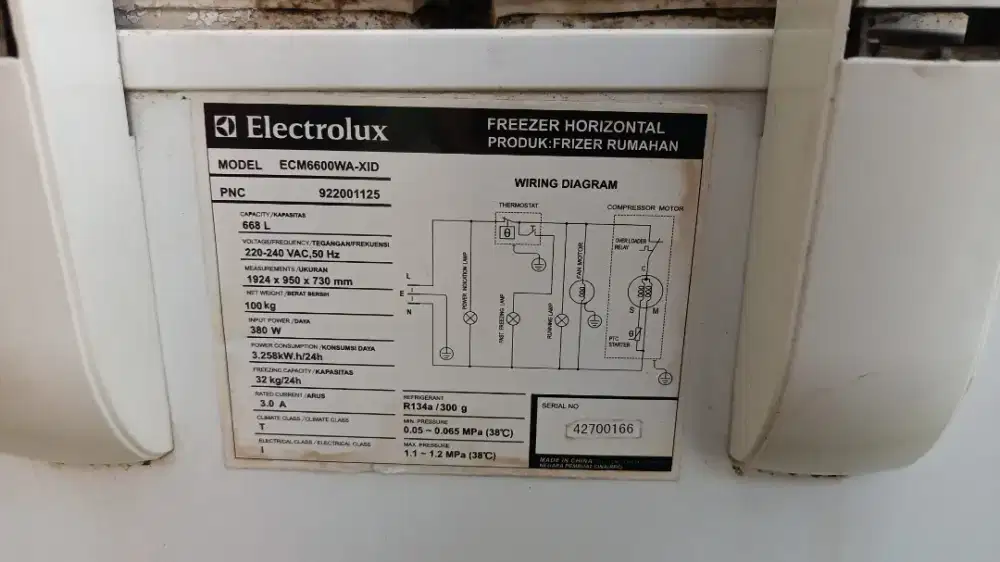 Electrolux
FREEZER HORIZONTAL
PRODUK:FRIZER RUMAHAN
MODEL ECM6600WA-XID
PNC 922001125
CAPACITY/KAPASITAS
668 L
VOLTAGE/FREQUENCY/TEGANGAN/FREKUENSI
220-240 VAC,50 Hz
MEASUREMENTS/UKURAN
1924 x 950 x 730 mm
NET WEIGHT/BERAT BERSIH
100kg
INPUT POWER/DAYA
380 W
POWER CONSUMPTION/KONSUMSI DAYA
3.258kW.h/24h
FREEZING CAPACITY/KAPASITAS
32 kg/24h
RATED CURRENT/ARUS
3.0 A
CLIMATE CLASS/CLIMATE CLASS
T
ELECTRICAL CLASS/ELECTRICAL CLASS
I
WIRING DIAGRAM
THERMOSTAT
COMPRESSOR MOTOR
θ
OVER LOADER
RELAY
L
E
N
POWER INDICATION LAMP
FAST FREEZING LAMP
RUNNING LAMP
FAN MOTOR
C
S M
θ
PTC
STARTER
REFRIGERANT
R134a/300 g
MIN. PRESSURE
0.05 ~ 0.065 MPa (38℃)
MAX. PRESSURE
1.1 ~ 1.2 MPa (38℃)
SERIAL NO
42700166
MADE IN CHINA
NEGARA PEMBUAT